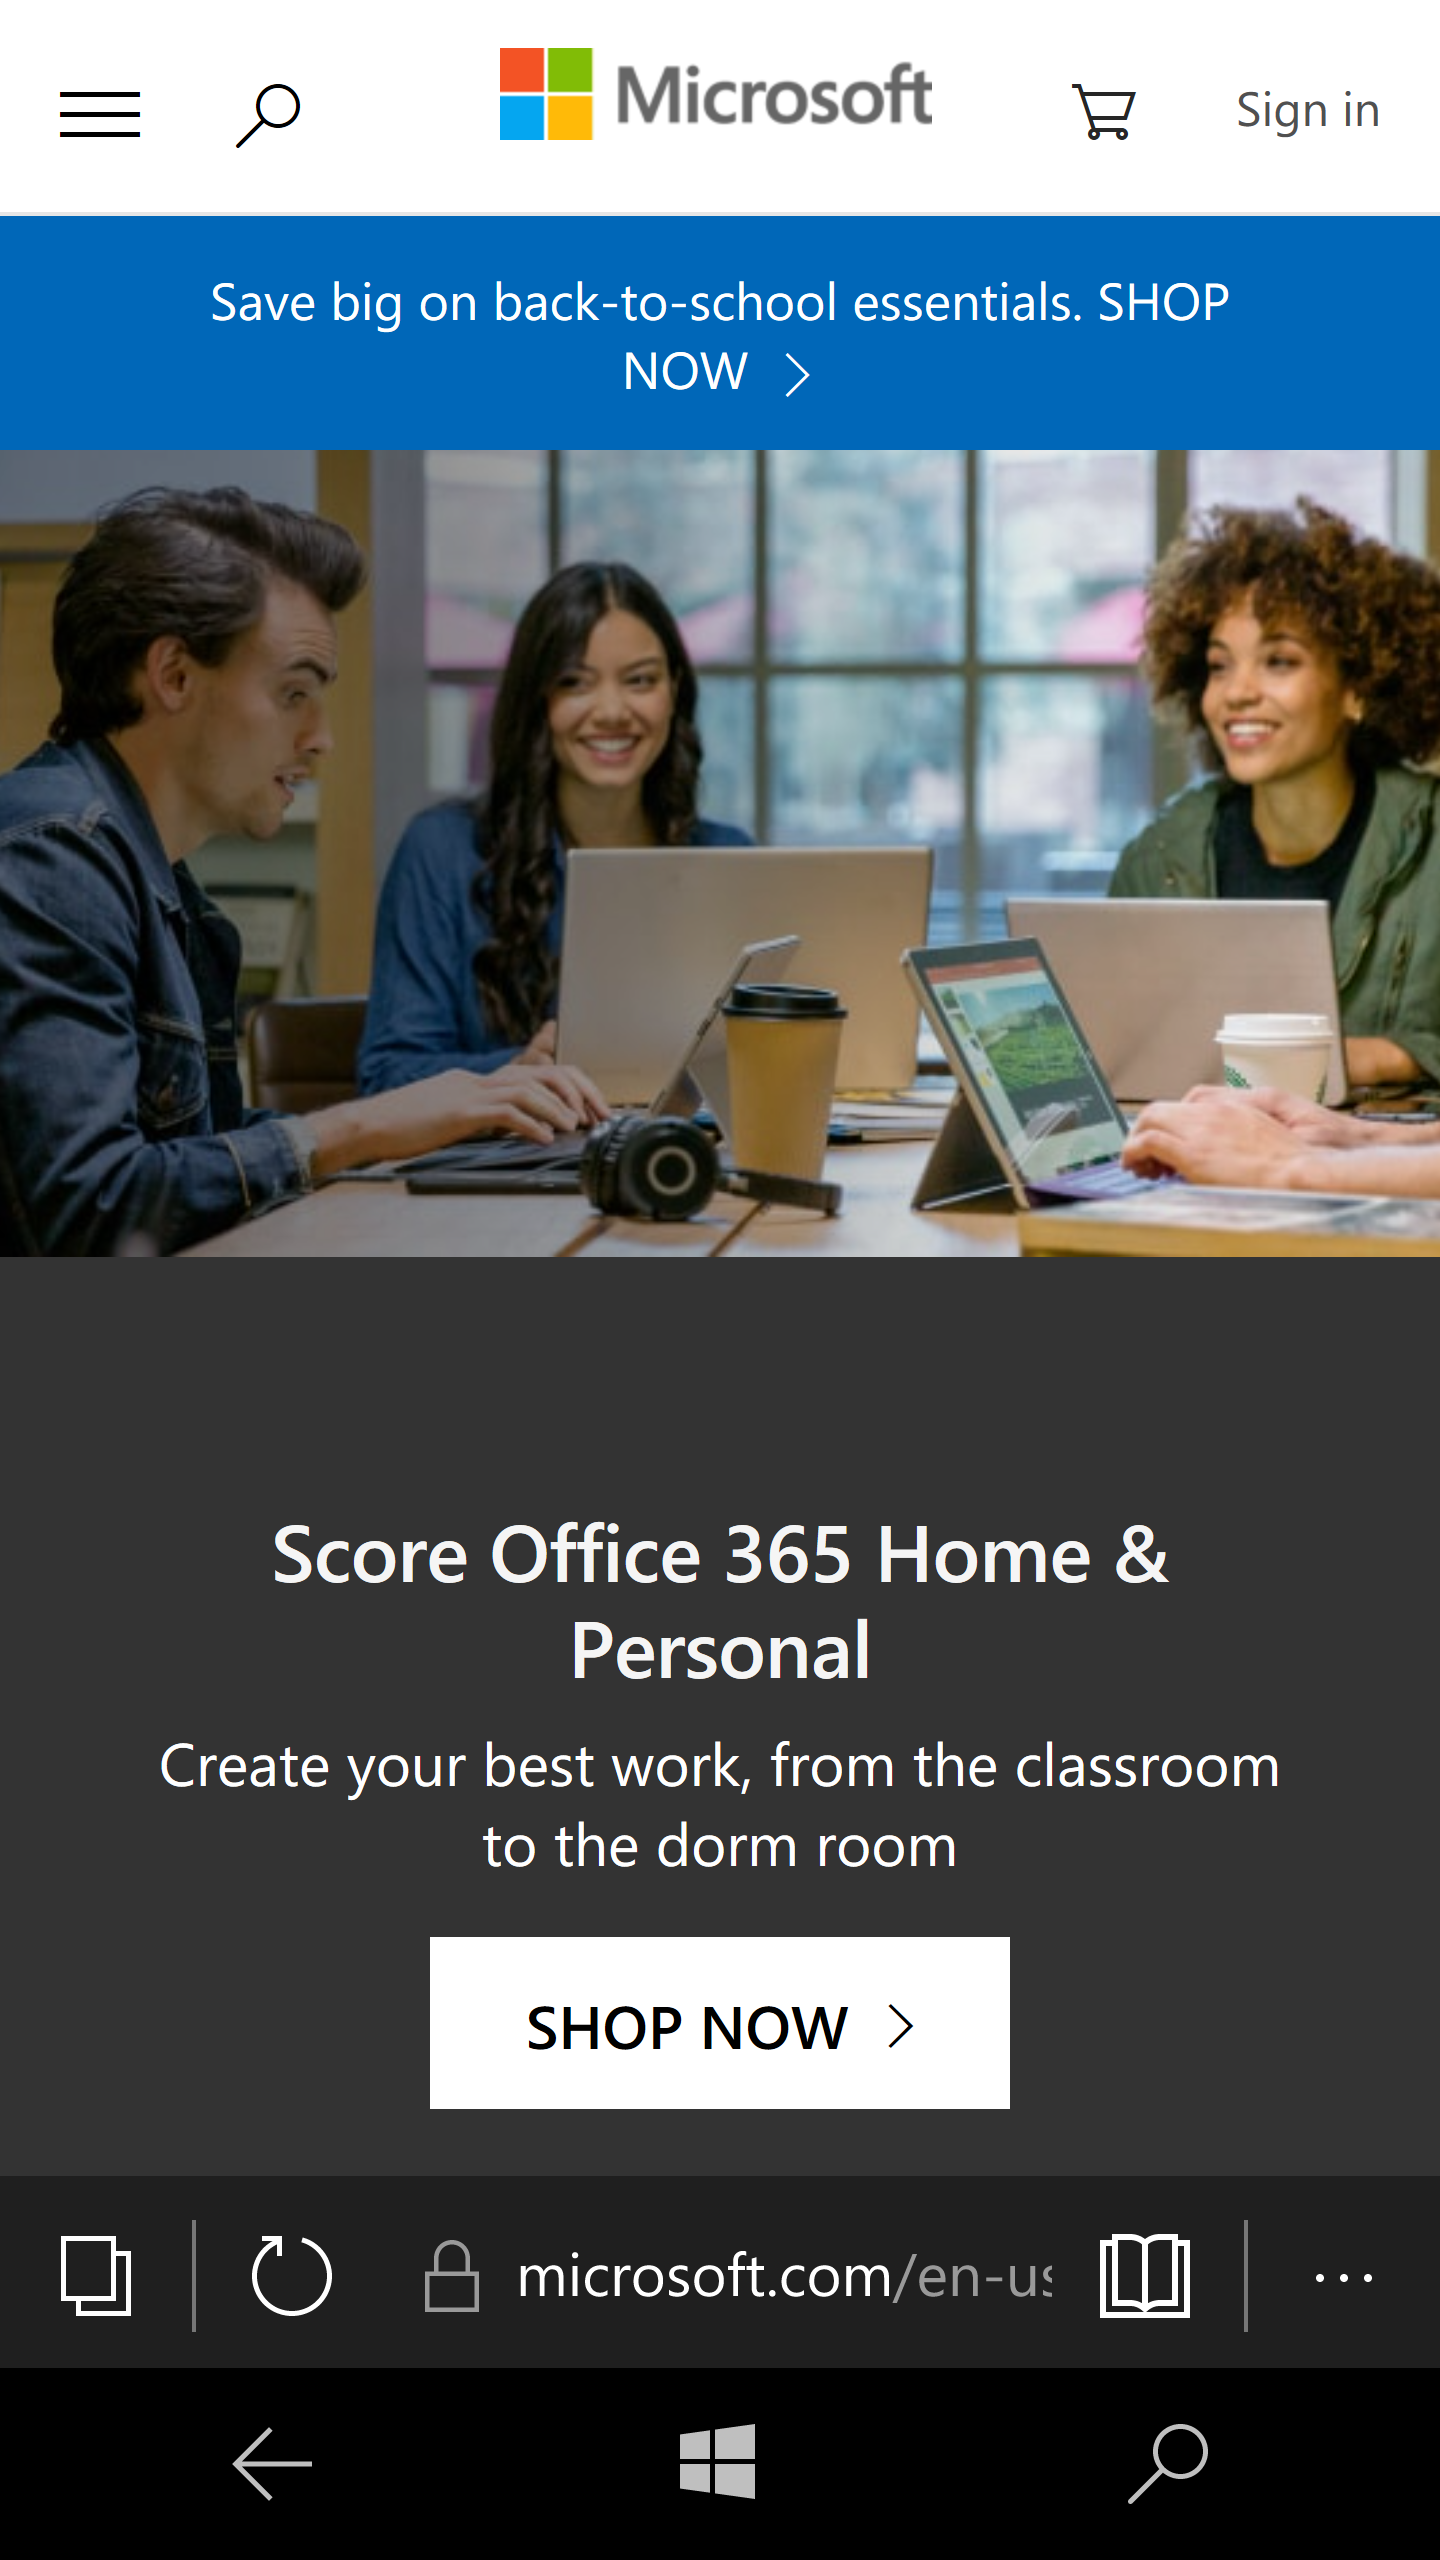 Microsoft
Sign in
Save big on back-to-school essentials. SHOP
NOW
Score Office 365 Home &
Personal
Create your best work, from the classroom
to the dorm room
SHOP NOW
microsoft.com/en-us